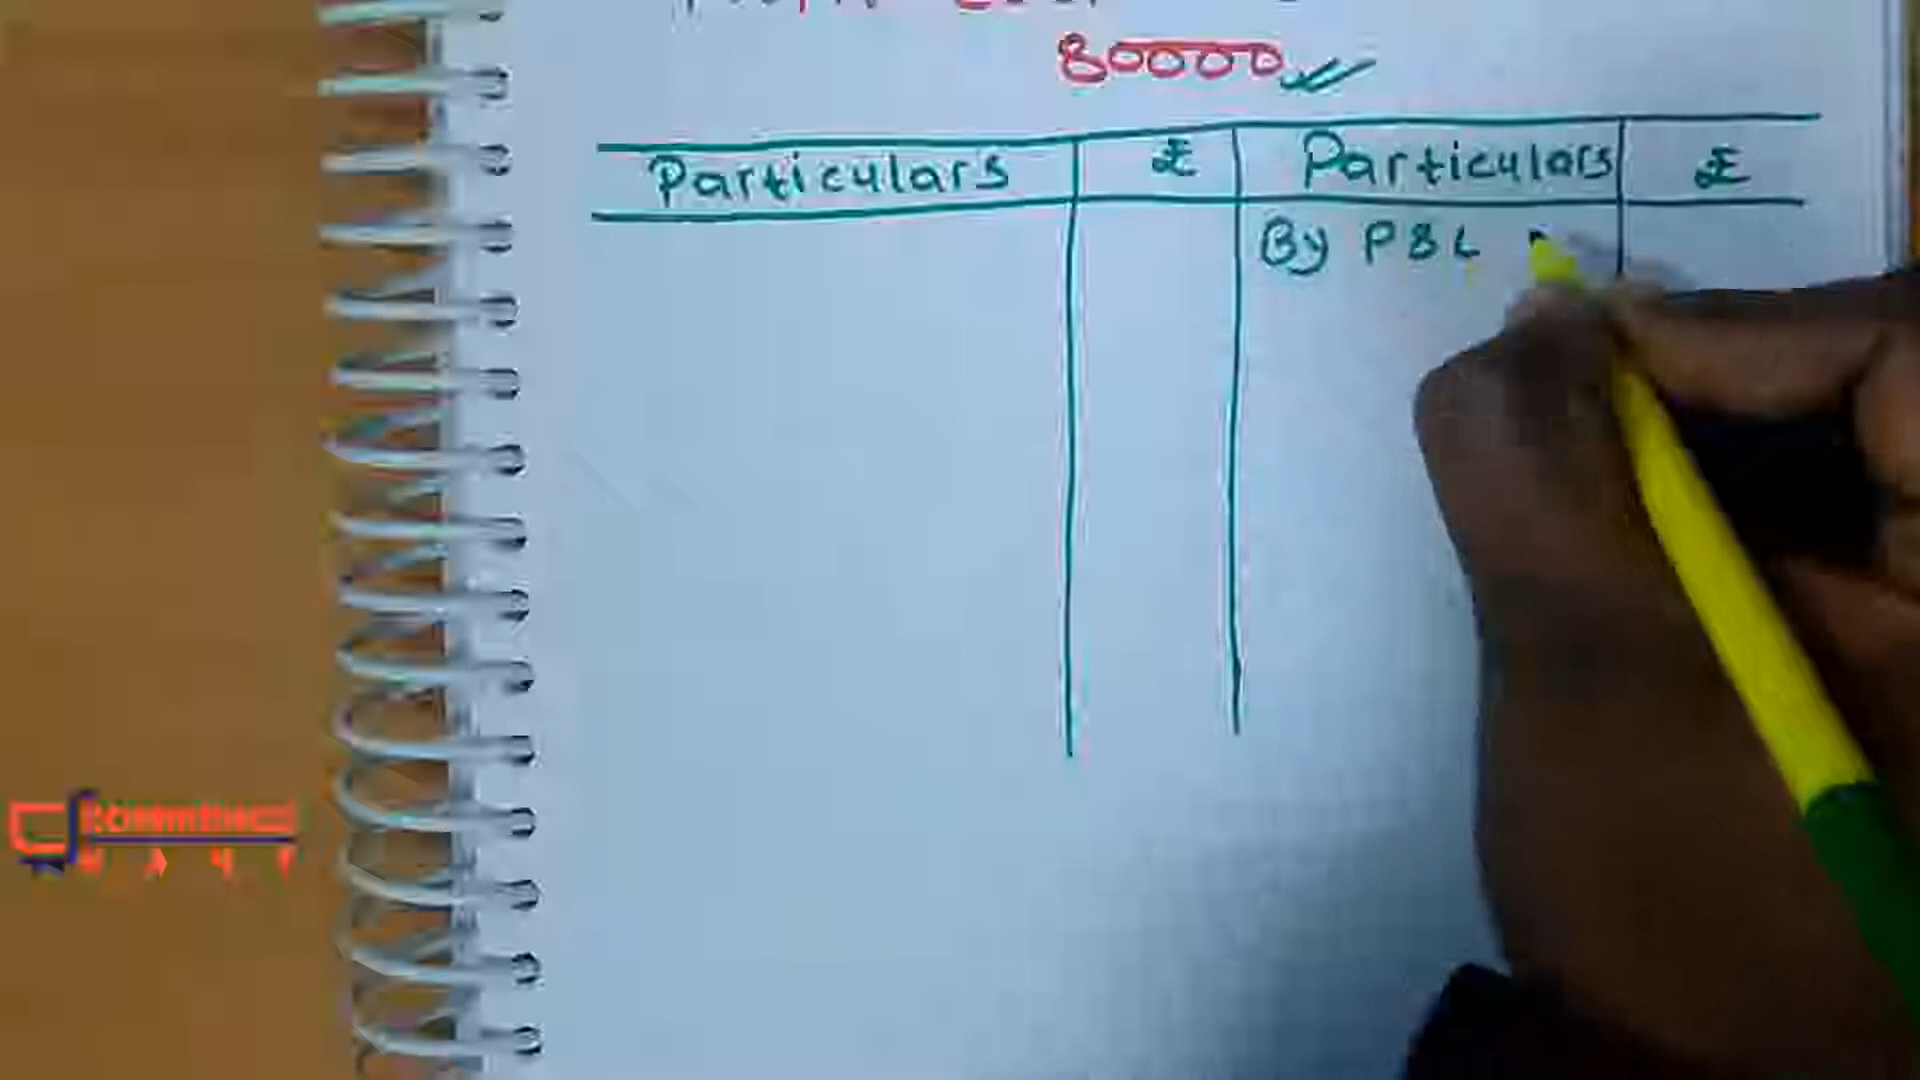 80000
Particulars ₹ Particulars ₹
By P&L